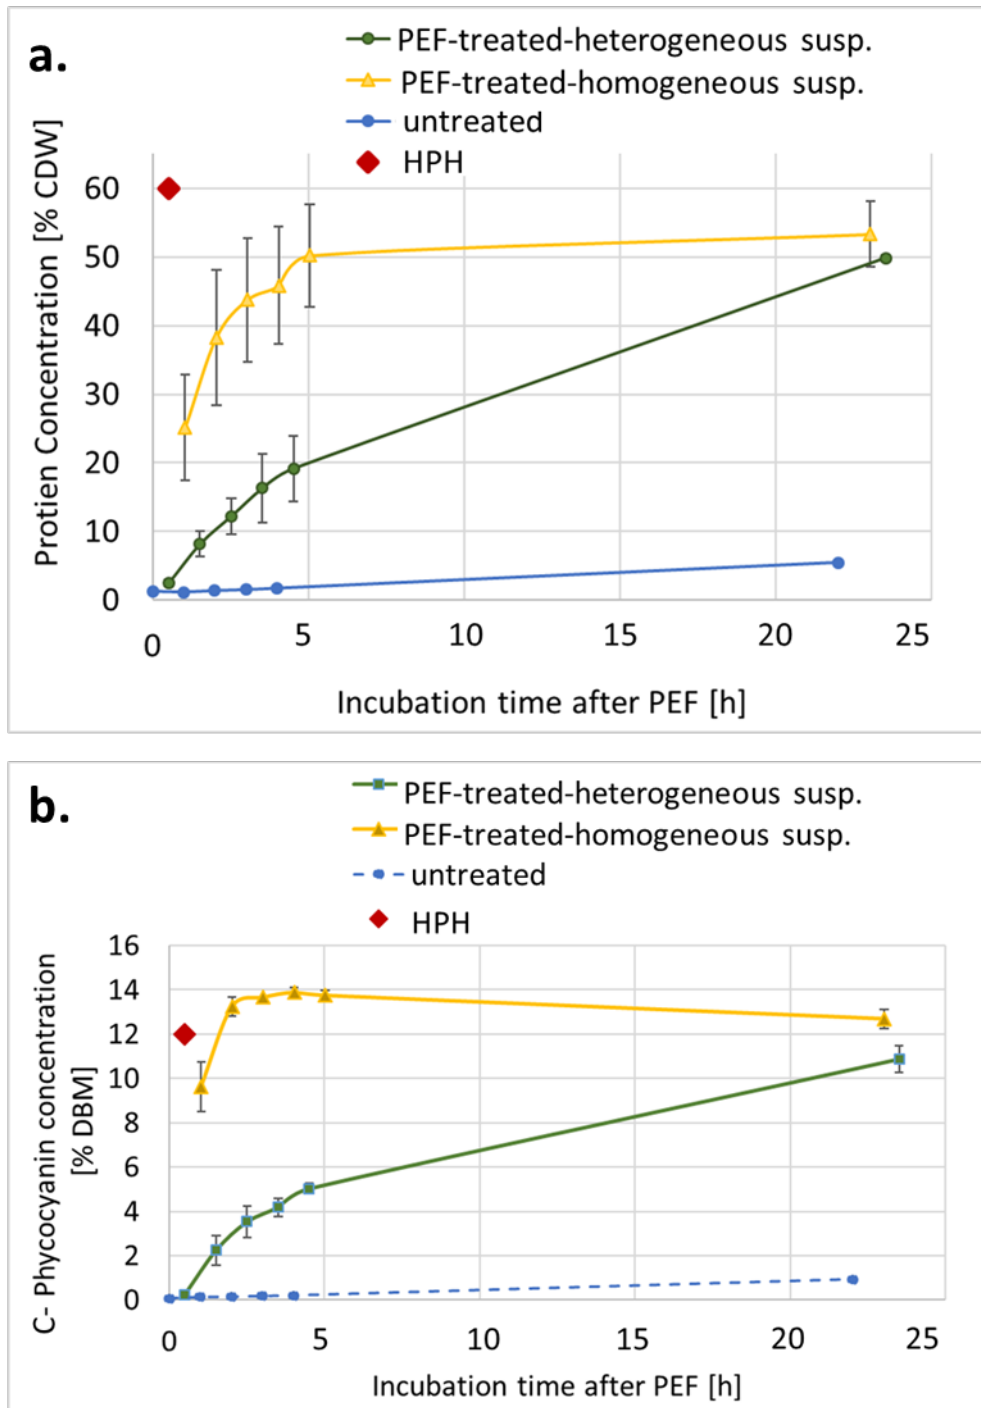 a.
PEF-treated-heterogeneous susp.
PEF-treated-homogeneous susp.
untreated
HPH
Protien Concentration [% CDW]
60
50
40
30
20
10
0
0 5 10 15 20 25
Incubation time after PEF [h]
b.
PEF-treated-heterogeneous susp.
PEF-treated-homogeneous susp.
untreated
HPH
C- Phycocyanin concentration
[% DBM]
16
14
12
10
8
6
4
2
0
0 5 10 15 20 25
Incubation time after PEF [h]